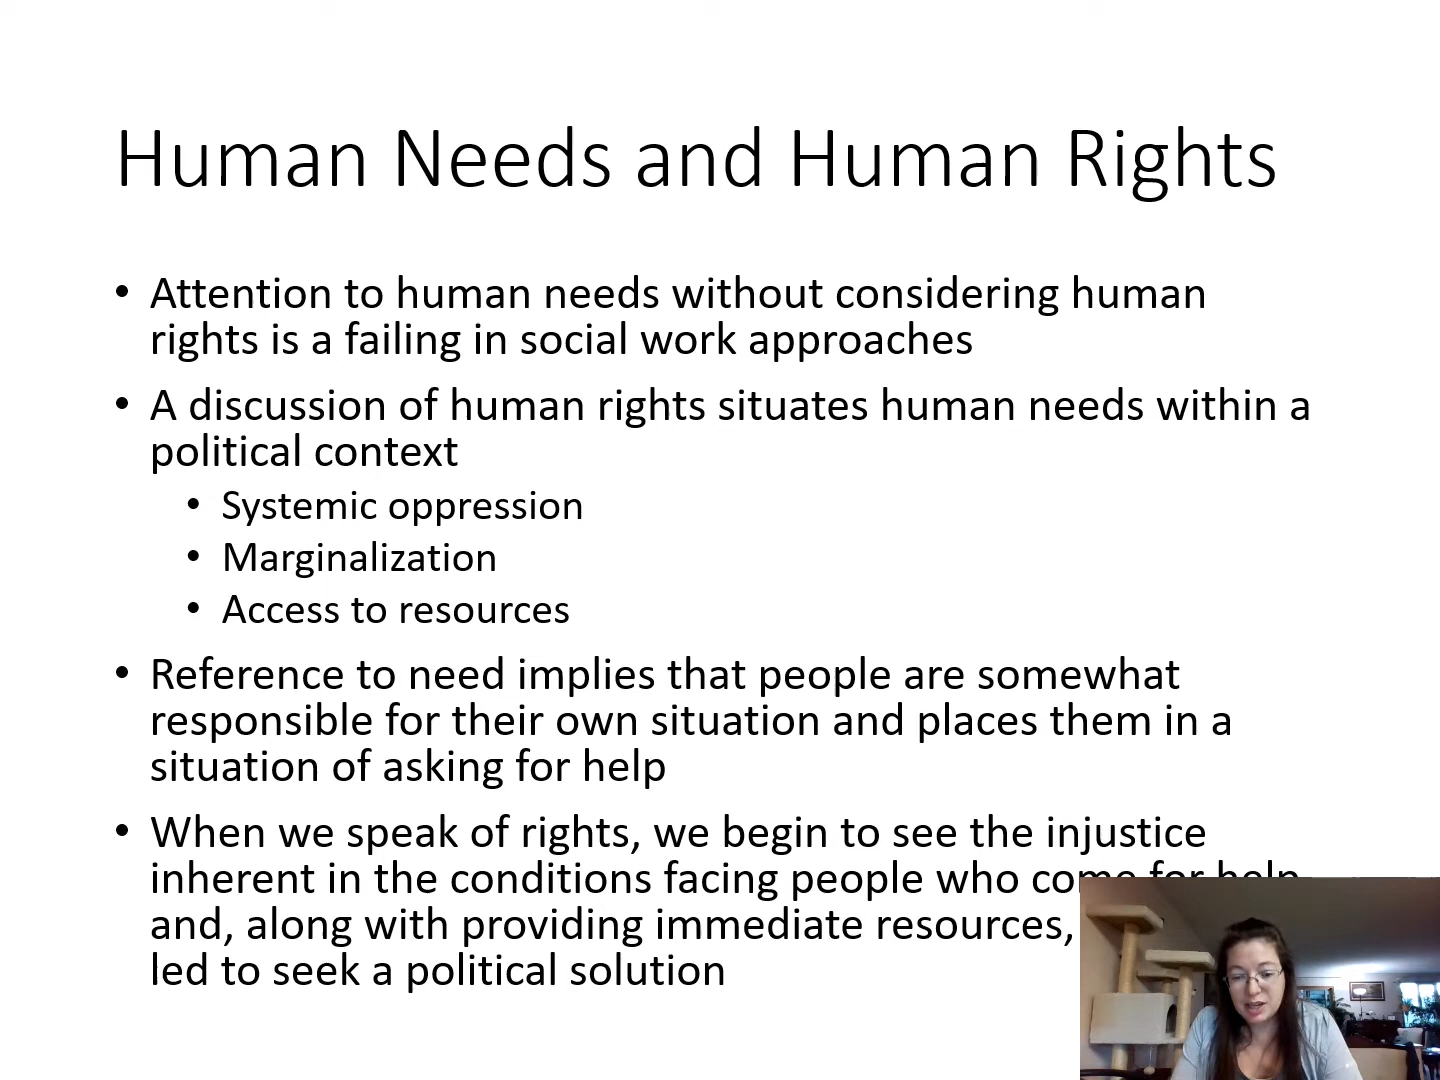 Human Needs and Human Rights
• Attention to human needs without considering human
rights is a failing in social work approaches
• A discussion of human rights situates human needs within a
political context
• Systemic oppression
• Marginalization
• Access to resources
• Reference to need implies that people are somewhat
responsible for their own situation and places them in a
situation of asking for help
• When we speak of rights, we begin to see the injustice
inherent in the conditions facing people who come for help
and, along with providing immediate resources,
led to seek a political solution